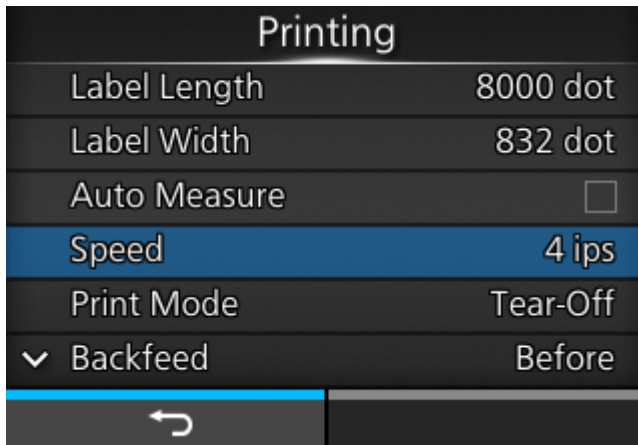 Printing
Label Length 8000 dot
Label Width 832 dot
Auto Measure
Speed 4 ips
Print Mode Tear-Off
Backfeed Before